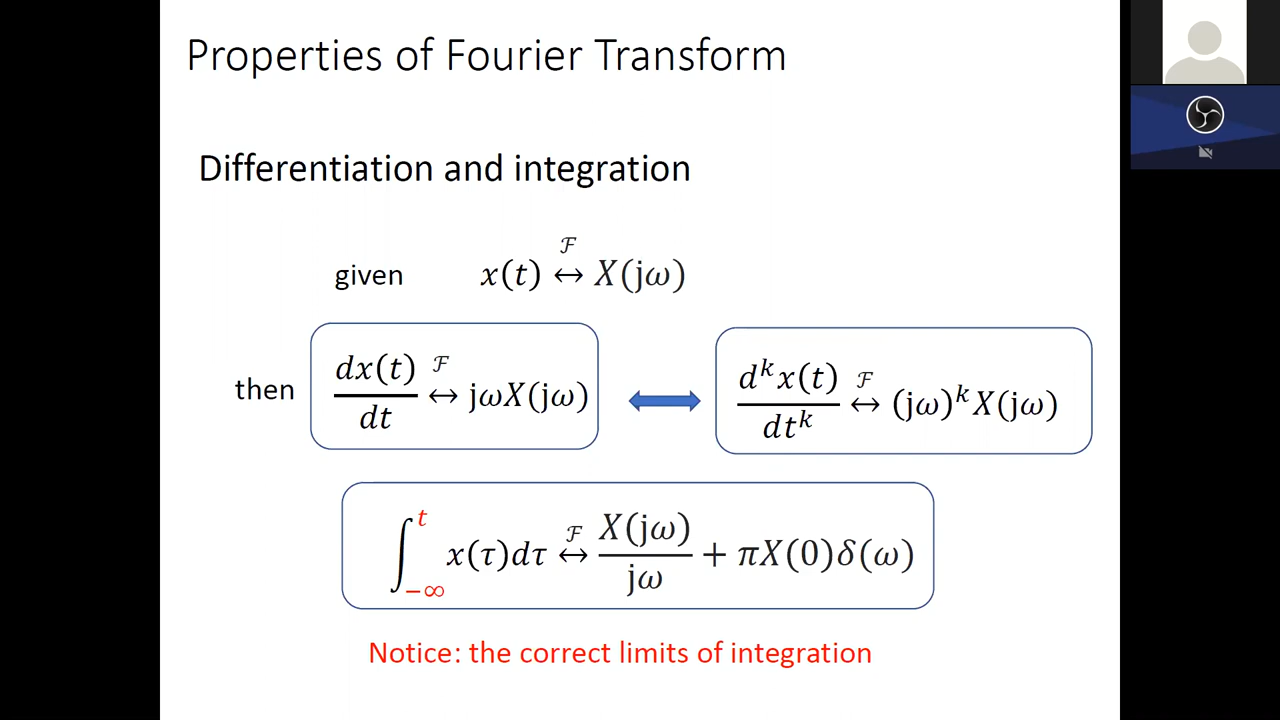 Properties of Fourier Transform
Differentiation and integration
given x(t) ℱ↔ X(jω)
then dx(t)/dt ℱ↔ jωX(jω) d^k x(t)/dt^k ℱ↔ (jω)^k X(jω)
∫_{−∞}^{t} x(τ)dτ ℱ↔ X(jω)/jω + πX(0)δ(ω)
Notice: the correct limits of integration